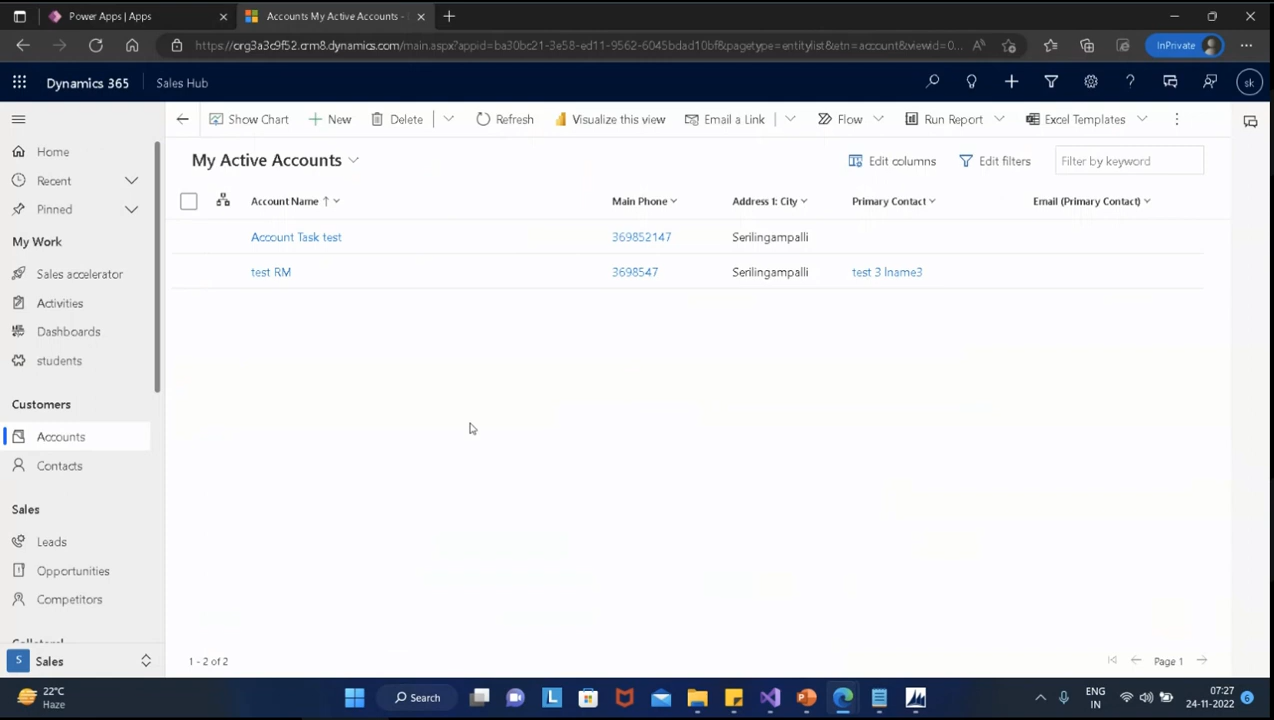 Power Apps | Apps
Accounts My Active Accounts -
https://org3a3c9f52.crm8.dynamics.com/main.aspx?appid=ba30bc21-3e58-ed11-9562-6045bdad10bf&pagetype=entitylist&etn=account&viewid=0...
InPrivate
Dynamics 365
Sales Hub
sk
Show Chart
New
Delete
Refresh
Visualize this view
Email a Link
Flow
Run Report
Excel Templates
Home
Recent
Pinned
My Work
Sales accelerator
Activities
Dashboards
students
Customers
Accounts
Contacts
Sales
Leads
Opportunities
Competitors
S Sales
My Active Accounts
Edit columns
Edit filters
Filter by keyword
Account Name Main Phone Address 1: City Primary Contact Email (Primary Contact)
Account Task test 369852147 Serilingampalli
test RM 3698547 Serilingampalli test 3 lname3
1 - 2 of 2
Page 1
22°C
Haze
Search
ENG
IN
07:27
24-11-2022
6